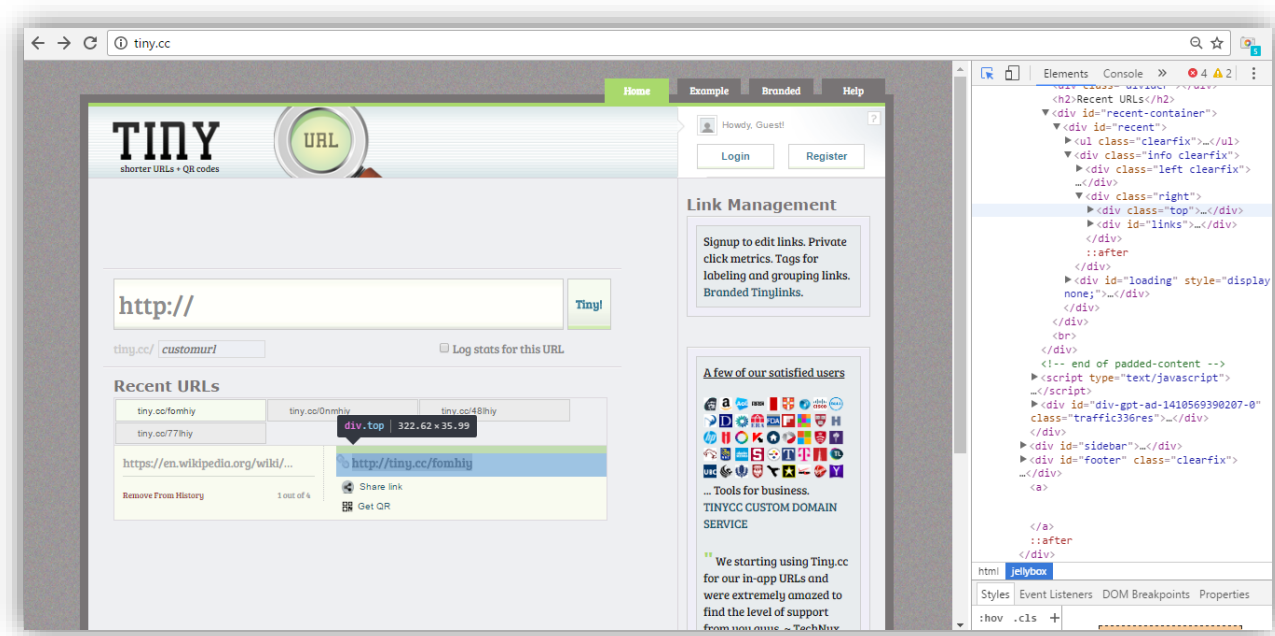 tiny.cc
5
Home
Example
Branded
Help
TINY
shorter URLs + QR codes
URL
Howdy, Guest!
?
Login
Register
http://
Tiny!
tiny.cc/
customurl
Log stats for this URL
Recent URLs
tiny.cc/fomhiy
tiny.cc/0nmhiy
tiny.cc/48lhiy
tiny.cc/77lhiy
div.top | 322.62 × 35.99
https://en.wikipedia.org/wiki/...
http://tiny.cc/fomhiy
Remove From History
1 out of 4
Share link
Get QR
Link Management
Signup to edit links. Private
click metrics. Tags for
labeling and grouping links.
Branded Tinylinks.
A few of our satisfied users
... Tools for business.
TINYCC CUSTOM DOMAIN
SERVICE
" We starting using Tiny.cc
for our in-app URLs and
were extremely amazed to
find the level of support
from you guys. ~ TechNux
Elements Console » 4 2
<div class="divider"></div>
<h2>Recent URLs</h2>
▼<div id="recent-container">
▼<div id="recent">
▶<ul class="clearfix">…</ul>
▼<div class="info clearfix">
▶<div class="left clearfix">
…</div>
▼<div class="right">
▶<div class="top">…</div>
▶<div id="links">…</div>
</div>
::after
</div>
▶<div id="loading" style="display
none;">…</div>
</div>
</div>
<br>
</div>
<!-- end of padded-content -->
▶<script type="text/javascript">
…</script>
▶<div id="div-gpt-ad-1410569390207-0"
class="traffic336res">…</div>
</div>
▶<div id="sidebar">…</div>
▶<div id="footer" class="clearfix">
…</div>
<a>
</a>
::after
</div>
html jellybox
Styles Event Listeners DOM Breakpoints Properties
:hov .cls +